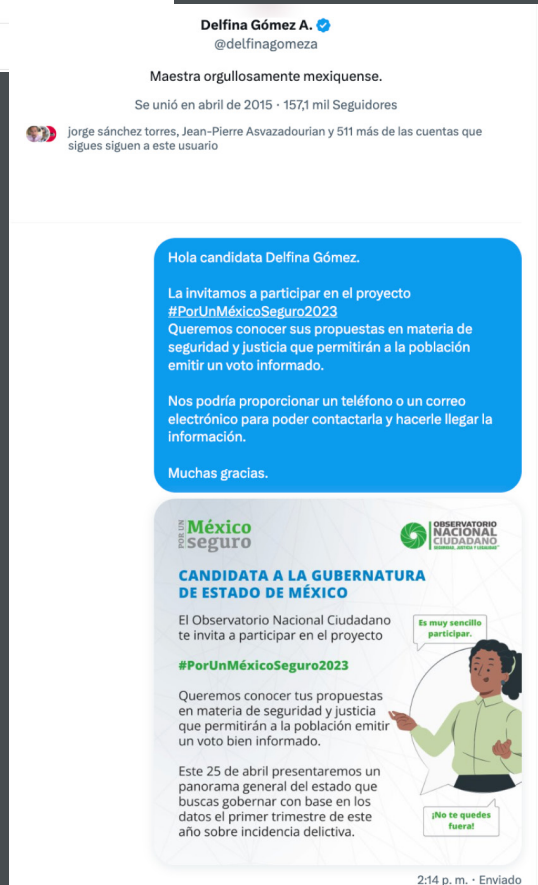 Delfina Gómez A.
@delfinagomeza
Maestra orgullosamente mexiquense.
Se unió en abril de 2015 · 157,1 mil Seguidores
jorge sánchez torres, Jean-Pierre Asvazadourian y 511 más de las cuentas que
sigues siguen a este usuario
Hola candidata Delfina Gómez.
La invitamos a participar en el proyecto
#PorUnMéxicoSeguro2023
Queremos conocer sus propuestas en materia de
seguridad y justicia que permitirán a la población
emitir un voto informado.
Nos podría proporcionar un teléfono o un correo
electrónico para poder contactarla y hacerle llegar la
información.
Muchas gracias.
POR UN
México
seguro
OBSERVATORIO
NACIONAL
CIUDADANO
SEGURIDAD, JUSTICIA Y LEGALIDAD
CANDIDATA A LA GUBERNATURA
DE ESTADO DE MÉXICO
El Observatorio Nacional Ciudadano
te invita a participar en el proyecto
#PorUnMéxicoSeguro2023
Queremos conocer tus propuestas
en materia de seguridad y justicia
que permitirán a la población emitir
un voto bien informado.
Este 25 de abril presentaremos un
panorama general del estado que
buscas gobernar con base en los
datos el primer trimestre de este
año sobre incidencia delictiva.
Es muy sencillo
participar.
¡No te quedes
fuera!
2:14 p. m. · Enviado